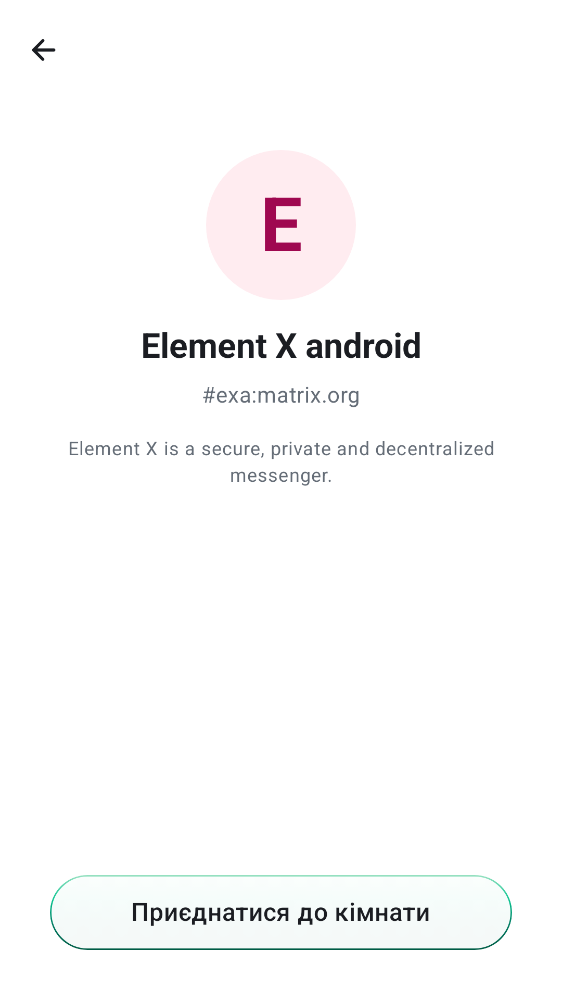 E
Element X android
#exa:matrix.org
Element X is a secure, private and decentralized
messenger.
Приєднатися до кімнати